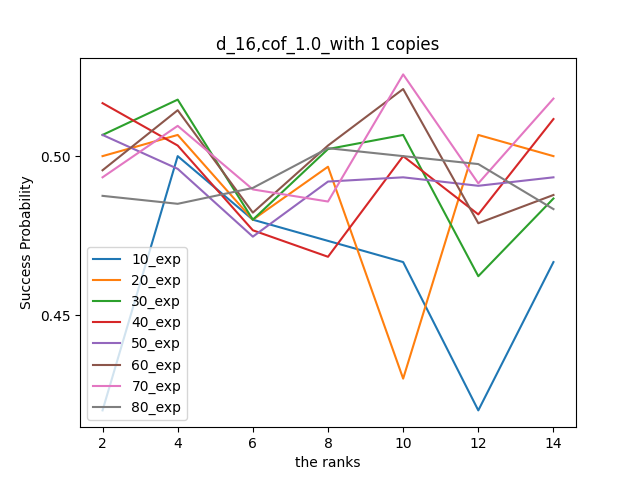 d_16,cof_1.0_with 1 copies
Success Probability
0.50
0.45
10_exp
20_exp
30_exp
40_exp
50_exp
60_exp
70_exp
80_exp
2 4 6 8 10 12 14
the ranks